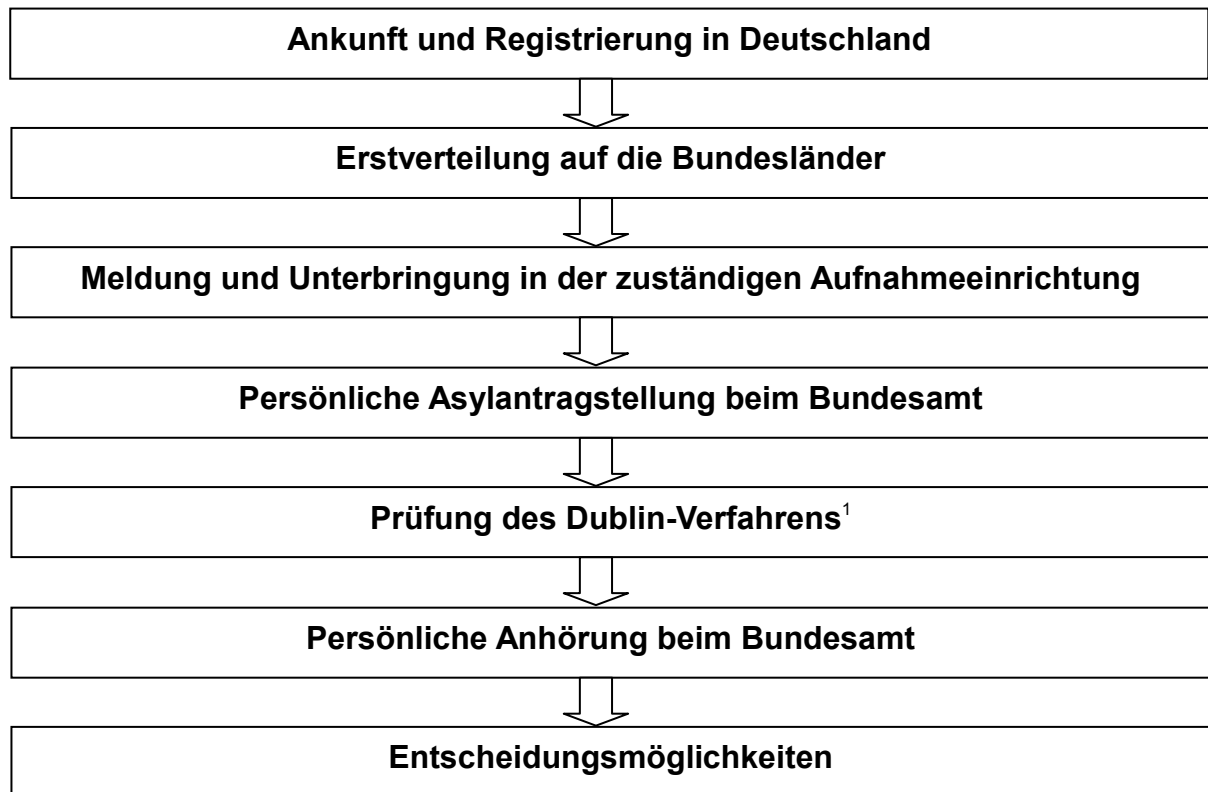 Ankunft und Registrierung in Deutschland
Erstverteilung auf die Bundesländer
Meldung und Unterbringung in der zuständigen Aufnahmeeinrichtung
Persönliche Asylantragstellung beim Bundesamt
Prüfung des Dublin-Verfahrens¹
Persönliche Anhörung beim Bundesamt
Entscheidungsmöglichkeiten